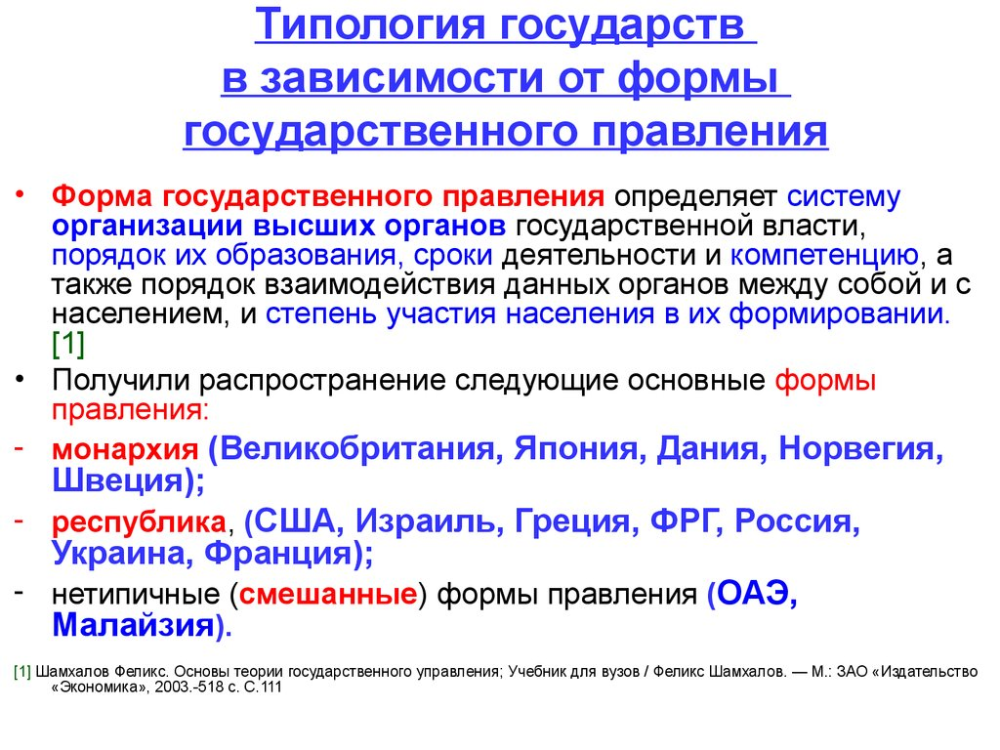 Типология государств
в зависимости от формы
государственного правления
• Форма государственного правления определяет систему
организации высших органов государственной власти,
порядок их образования, сроки деятельности и компетенцию, а
также порядок взаимодействия данных органов между собой и с
населением, и степень участия населения в их формировании.
[1]
• Получили распространение следующие основные формы
правления:
- монархия (Великобритания, Япония, Дания, Норвегия,
Швеция);
- республика, (США, Израиль, Греция, ФРГ, Россия,
Украина, Франция);
- нетипичные (смешанные) формы правления (ОАЭ,
Малайзия).
[1] Шамхалов Феликс. Основы теории государственного управления; Учебник для вузов / Феликс Шамхалов. — М.: ЗАО «Издательство
«Экономика», 2003.-518 с. С.111